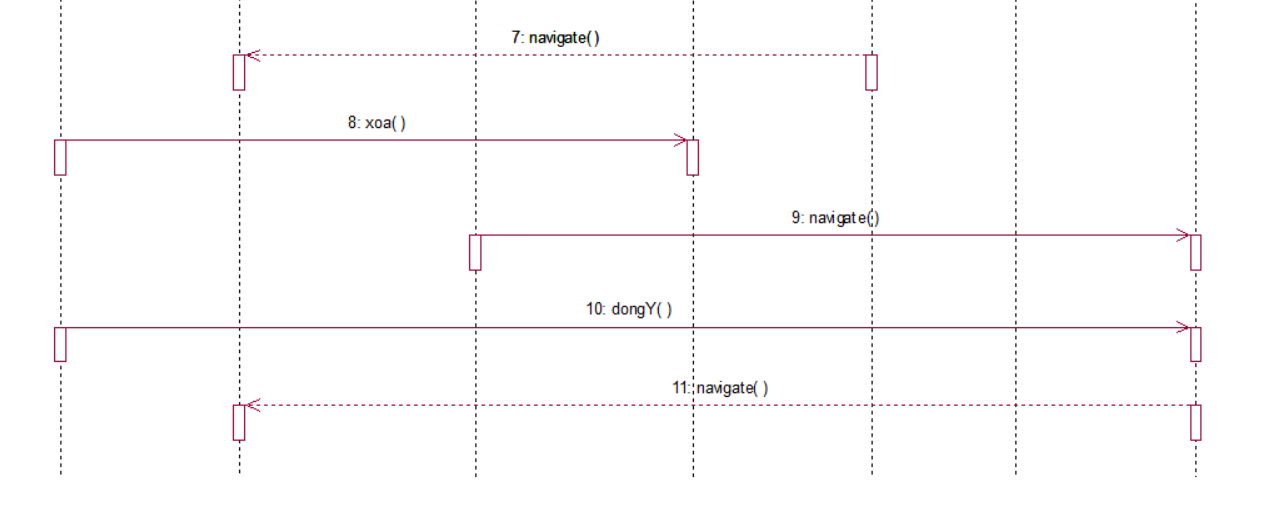 7: navigate( )
8: xoa( )
9: navigate( )
10: dongY( )
11: navigate( )